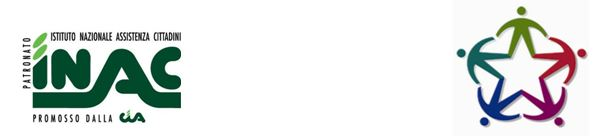 PATRONATO
ISTITUTO NAZIONALE ASSISTENZA CITTADINI
INAC
PROMOSSO DALLA CIA